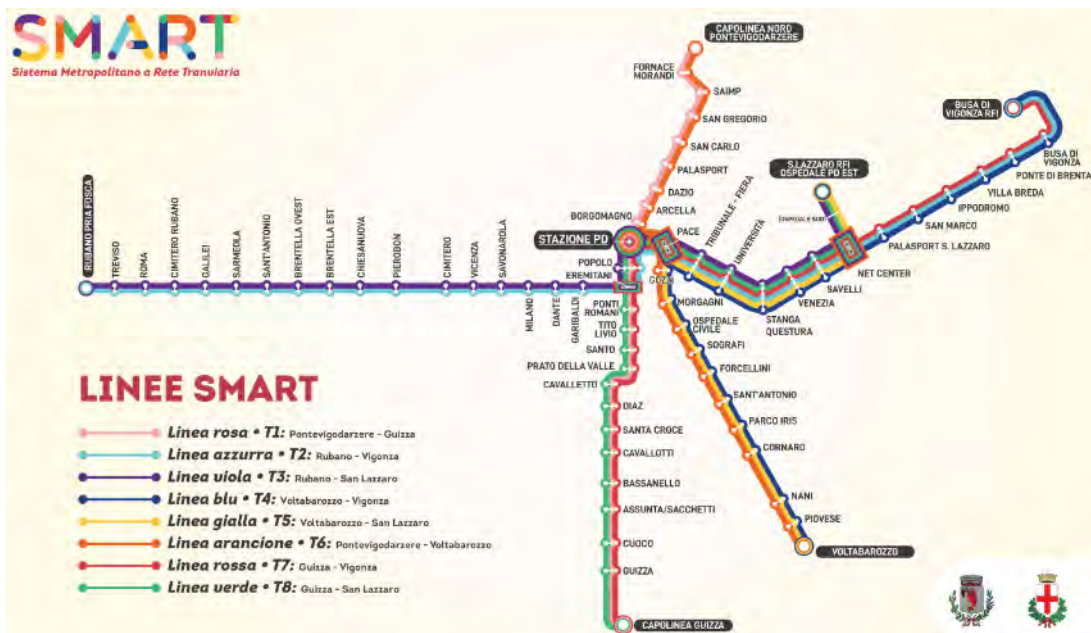 SMART
Sistema Metropolitano a Rete Tranviaria
CAPOLINEA NORD
PONTEVIGODARZERE
FORNACE
MORANDI
SAIMP
SAN GREGORIO
SAN CARLO
PALASPORT
DAZIO
ARCELLA
BORGOMAGNO
STAZIONE PD
PACE
TRIBUNALE - FIERA
UNIVERSITÀ
STANGA
QUESTURA
VENEZIA
SAVELLI
NET CENTER
S.LAZZARO RFI
OSPEDALE PD EST
PALASPORT S. LAZZARO
SAN MARCO
IPPODROMO
VILLA BREDA
PONTE DI BRENTA
BUSA DI
VIGONZA
BUSA DI
VIGONZA RFI
RUBANO P.TRIA FOSCA
TREVISO
ROMA
CIMITERO RUBANO
GALILEI
SARMEOLA
SANT'ANTONIO
BRENTELLA OVEST
BRENTELLA EST
CHIESANUOVA
PIEROBON
CIMITERO
VICENZA
SAVONAROLA
MILANO
DANTE
GARIBALDI
POPOLO
EREMITANI
PONTI
ROMANI
TITO
LIVIO
SANTO
PRATO DELLA VALLE
CAVALLETTO
DIAZ
SANTA CROCE
CAVALLOTTI
BASSANELLO
ASSUNTA/SACCHETTI
CUOCO
GUIZZA
CAPOLINEA GUIZZA
GOZZI
MORGAGNI
OSPEDALE
CIVILE
SOGRAFI
FORCELLINI
SANT'ANTONIO
PARCO IRIS
CORNARO
NANI
PIOVESE
VOLTABAROZZO
LINEE SMART
Linea rosa • T1: Pontevigodarzere - Guizza
Linea azzurra • T2: Rubano - Vigonza
Linea viola • T3: Rubano - San Lazzaro
Linea blu • T4: Voltabarozzo - Vigonza
Linea gialla • T5: Voltabarozzo - San Lazzaro
Linea arancione • T6: Pontevigodarzere - Voltabarozzo
Linea rossa • T7: Guizza - Vigonza
Linea verde • T8: Guizza - San Lazzaro